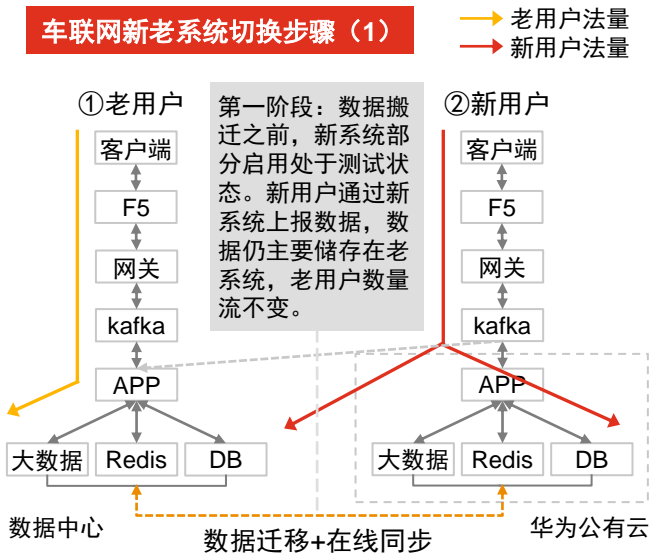 车联网新老系统切换步骤（1）
老用户法量
新用户法量
①老用户
客户端
F5
网关
kafka
APP
大数据
Redis
DB
数据中心
第一阶段：数据搬
迁之前，新系统部
分启用处于测试状
态。新用户通过新
系统上报数据，数
据仍主要储存在老
系统，老用户数量
流不变。
②新用户
客户端
F5
网关
kafka
APP
大数据
Redis
DB
华为公有云
数据迁移+在线同步